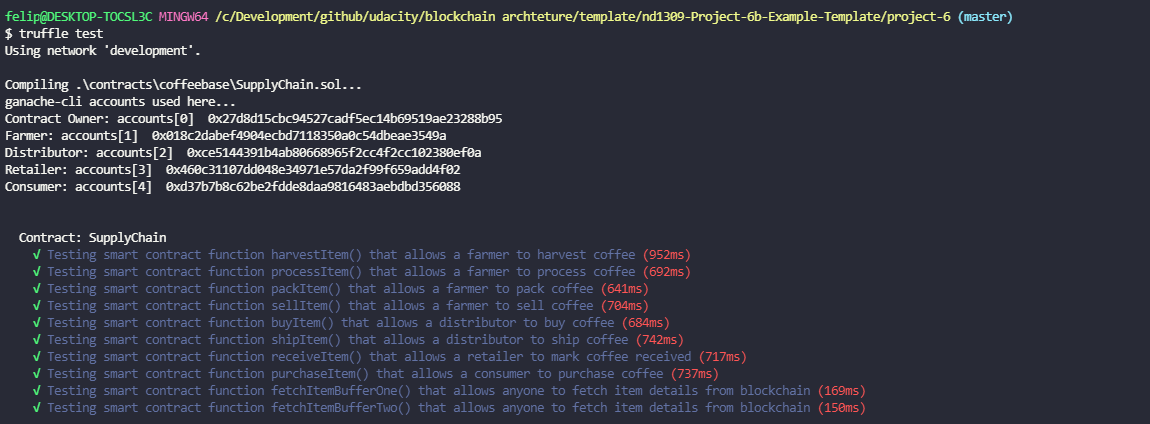 felip@DESKTOP-TOCSL3C MINGW64 /c/Development/github/udacity/blockchain archteture/template/nd1309-Project-6b-Example-Template/project-6 (master)
$ truffle test
Using network 'development'.
Compiling .\contracts\coffeebase\SupplyChain.sol...
ganache-cli accounts used here...
Contract Owner: accounts[0]  0x27d8d15cbc94527cadf5ec14b69519ae23288b95
Farmer: accounts[1]  0x018c2dabef4904ecbd7118350a0c54dbeae3549a
Distributor: accounts[2]  0xce5144391b4ab80668965f2cc4f2cc102380ef0a
Retailer: accounts[3]  0x460c31107dd048e34971e57da2f99f659add4f02
Consumer: accounts[4]  0xd37b7b8c62be2fdde8daa9816483aebdbd356088
Contract: SupplyChain
√ Testing smart contract function harvestItem() that allows a farmer to harvest coffee (952ms)
√ Testing smart contract function processItem() that allows a farmer to process coffee (692ms)
√ Testing smart contract function packItem() that allows a farmer to pack coffee (641ms)
√ Testing smart contract function sellItem() that allows a farmer to sell coffee (704ms)
√ Testing smart contract function buyItem() that allows a distributor to buy coffee (684ms)
√ Testing smart contract function shipItem() that allows a distributor to ship coffee (742ms)
√ Testing smart contract function receiveItem() that allows a retailer to mark coffee received (717ms)
√ Testing smart contract function purchaseItem() that allows a consumer to purchase coffee (737ms)
√ Testing smart contract function fetchItemBufferOne() that allows anyone to fetch item details from blockchain (169ms)
√ Testing smart contract function fetchItemBufferTwo() that allows anyone to fetch item details from blockchain (150ms)